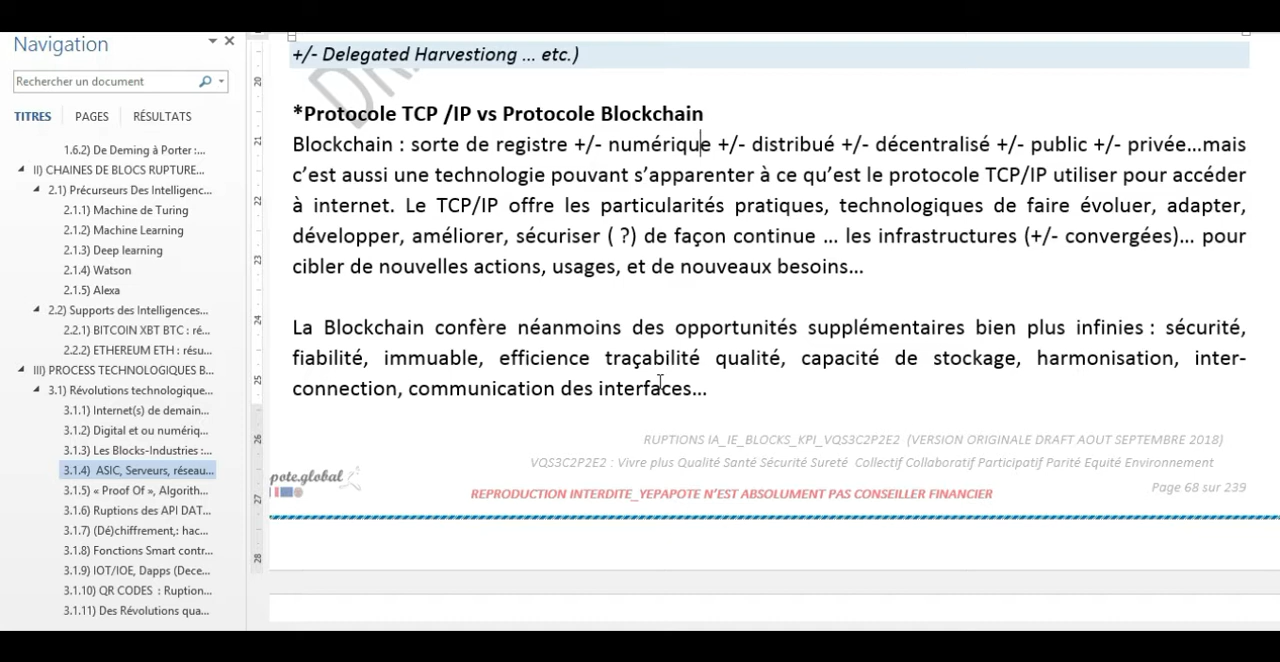 Navigation
Rechercher un document
TITRES PAGES RÉSULTATS
1.6.2) De Deming à Porter :...
II) CHAINES DE BLOCS RUPTURE...
2.1) Précurseurs Des Intelligenc...
2.1.1) Machine de Turing
2.1.2) Machine Learning
2.1.3) Deep learning
2.1.4) Watson
2.1.5) Alexa
2.2) Supports des Intelligences...
2.2.1) BITCOIN XBT BTC : ré...
2.2.2) ETHEREUM ETH : résu...
III) PROCESS TECHNOLOGIQUES B...
3.1) Révolutions technologique...
3.1.1) Internet(s) de demain...
3.1.2) Digital et ou numériq...
3.1.3) Les Blocks-Industries :...
3.1.4) ASIC, Serveurs, réseau...
3.1.5) « Proof Of », Algorith...
3.1.6) Ruptions des API DAT...
3.1.7) (Dé)chiffrement,: hac...
3.1.8) Fonctions Smart contr...
3.1.9) IOT/IOE, Dapps (Dece...
3.1.10) QR CODES : Ruption...
3.1.11) Des Révolutions qua...
20
21
22
23
24
25
26
27
28
+/- Delegated Harvestiong ... etc.)
*Protocole TCP /IP vs Protocole Blockchain
Blockchain : sorte de registre +/- numérique +/- distribué +/- décentralisé +/- public +/- privée...mais
c’est aussi une technologie pouvant s’apparenter à ce qu’est le protocole TCP/IP utiliser pour accéder
à internet. Le TCP/IP offre les particularités pratiques, technologiques de faire évoluer, adapter,
développer, améliorer, sécuriser ( ?) de façon continue ... les infrastructures (+/- convergées)... pour
cibler de nouvelles actions, usages, et de nouveaux besoins...
La Blockchain confère néanmoins des opportunités supplémentaires bien plus infinies : sécurité,
fiabilité, immuable, efficience traçabilité qualité, capacité de stockage, harmonisation, inter-
connection, communication des interfaces...
RUPTIONS IA_IE_BLOCKS_KPI_VQS3C2P2E2 (VERSION ORIGINALE DRAFT AOUT SEPTEMBRE 2018)
VQS3C2P2E2 : Vivre plus Qualité Santé Sécurité Sureté Collectif Collaboratif Participatif Parité Equité Environnement
pote.global
REPRODUCTION INTERDITE_YEPAPOTE N’EST ABSOLUMENT PAS CONSEILLER FINANCIER
Page 68 sur 239